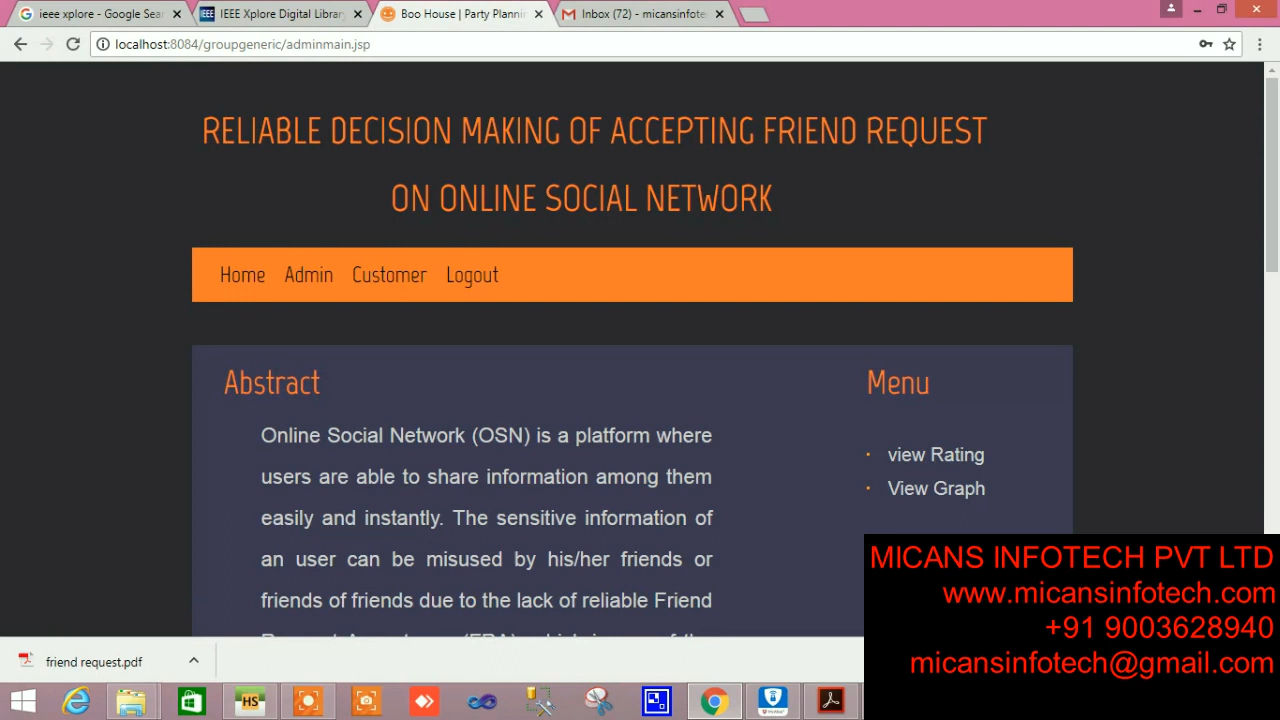 ieee xplore - Google Sea
IEEE Xplore Digital Library
Boo House | Party Plannin
Inbox (72) - micansinfote
localhost:8084/groupgeneric/adminmain.jsp
RELIABLE DECISION MAKING OF ACCEPTING FRIEND REQUEST
ON ONLINE SOCIAL NETWORK
Home Admin Customer Logout
Abstract
Online Social Network (OSN) is a platform where
users are able to share information among them
easily and instantly. The sensitive information of
an user can be misused by his/her friends or
friends of friends due to the lack of reliable Friend
Menu
view Rating
View Graph
MICANS INFOTECH PVT LTD
www.micansinfotech.com
+91 9003628940
micansinfotech@gmail.com
friend request.pdf
HS